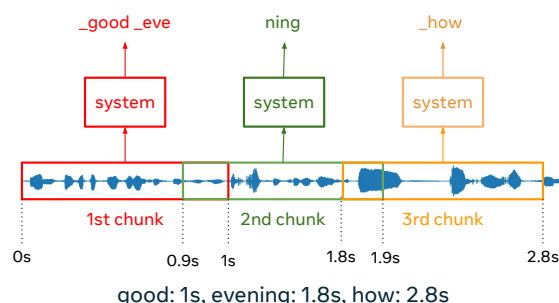 _good _eve ning _how
system system system
1st chunk 2nd chunk 3rd chunk
0s 0.9s 1s 1.8s 1.9s 2.8s
good: 1s, evening: 1.8s, how: 2.8s